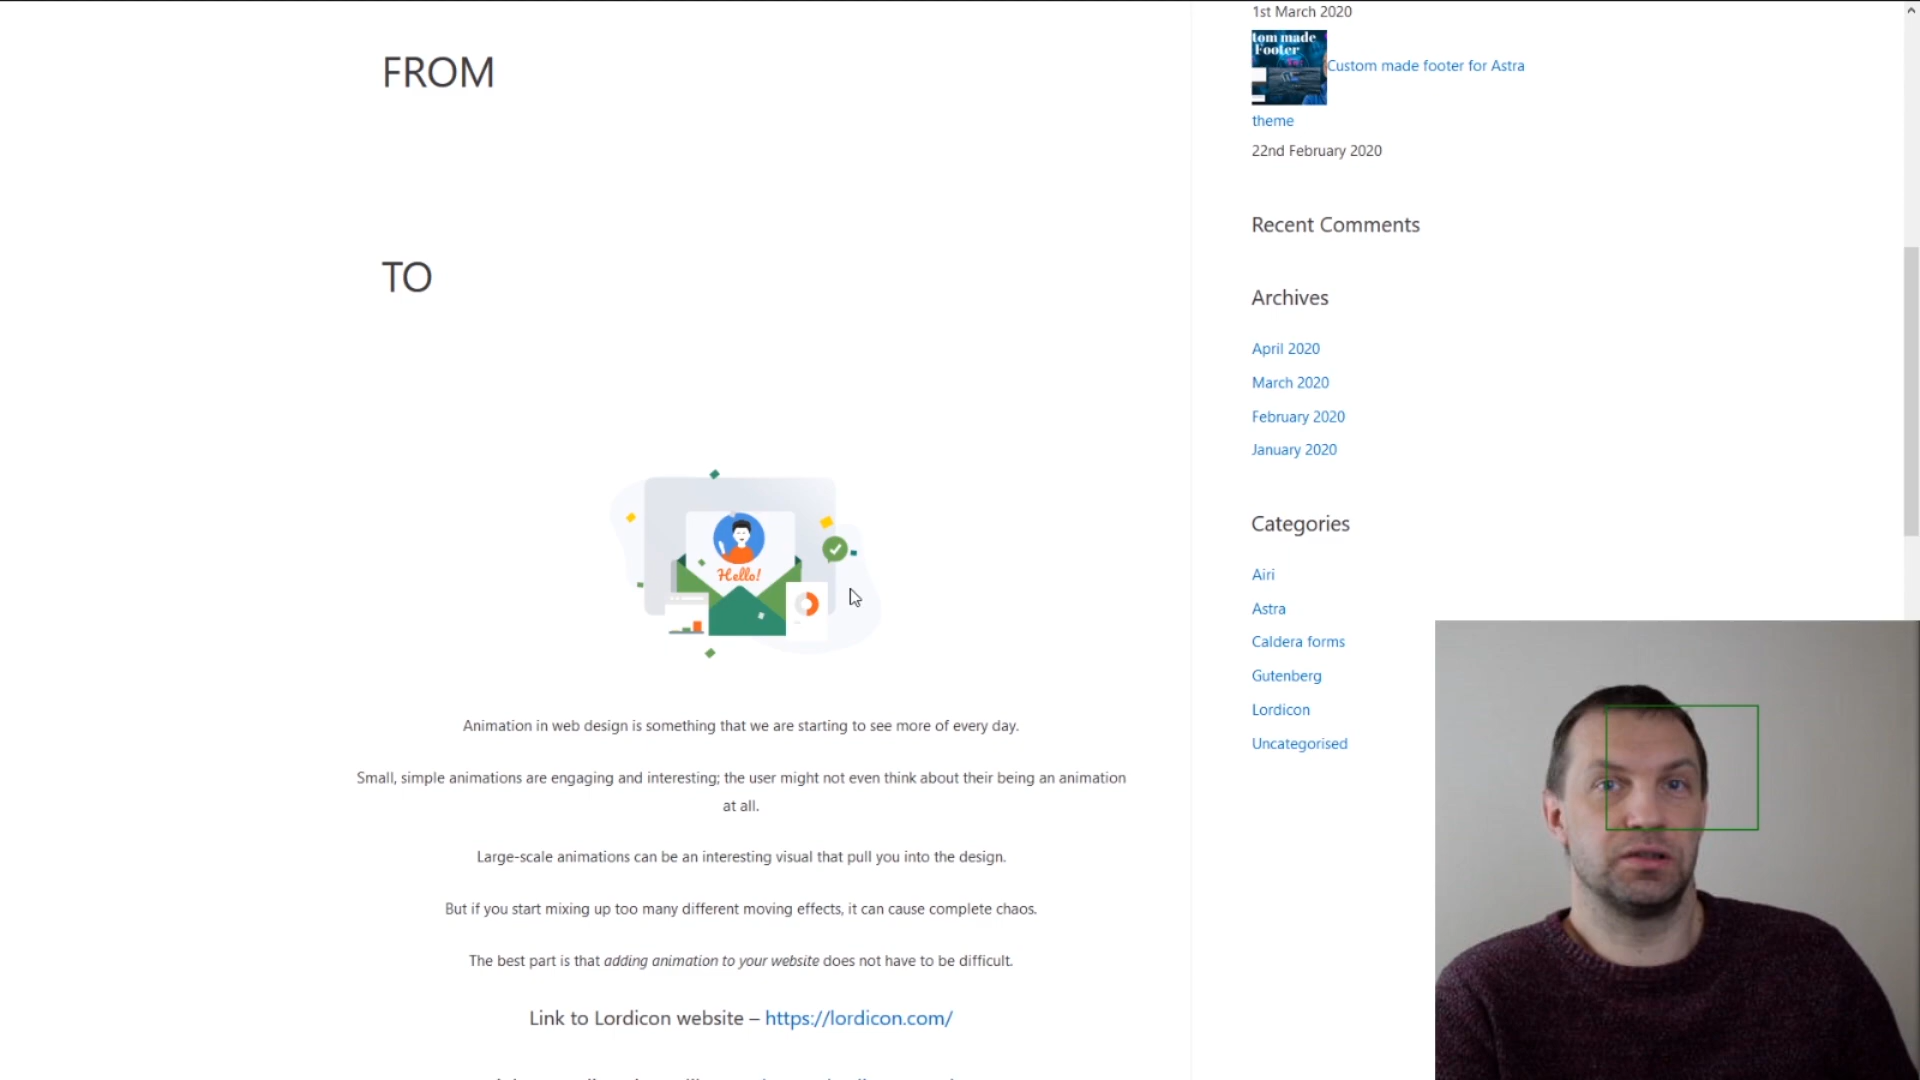 FROM
TO
Hello!
Animation in web design is something that we are starting to see more of every day.
Small, simple animations are engaging and interesting; the user might not even think about their being an animation
at all.
Large-scale animations can be an interesting visual that pull you into the design.
But if you start mixing up too many different moving effects, it can cause complete chaos.
The best part is that adding animation to your website does not have to be difficult.
Link to Lordicon website – https://lordicon.com/
1st March 2020
tom made
Footer
Custom made footer for Astra
theme
22nd February 2020
Recent Comments
Archives
April 2020
March 2020
February 2020
January 2020
Categories
Airi
Astra
Caldera forms
Gutenberg
Lordicon
Uncategorised